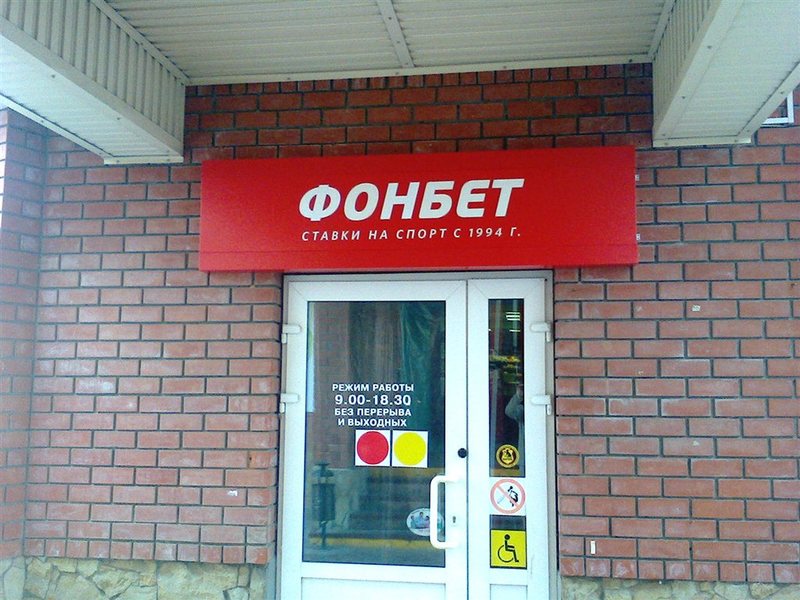 ФОНБЕТ
СТАВКИ НА СПОРТ С 1994 Г.
РЕЖИМ РАБОТЫ
9.00-18.30
БЕЗ ПЕРЕРЫВА
И ВЫХОДНЫХ